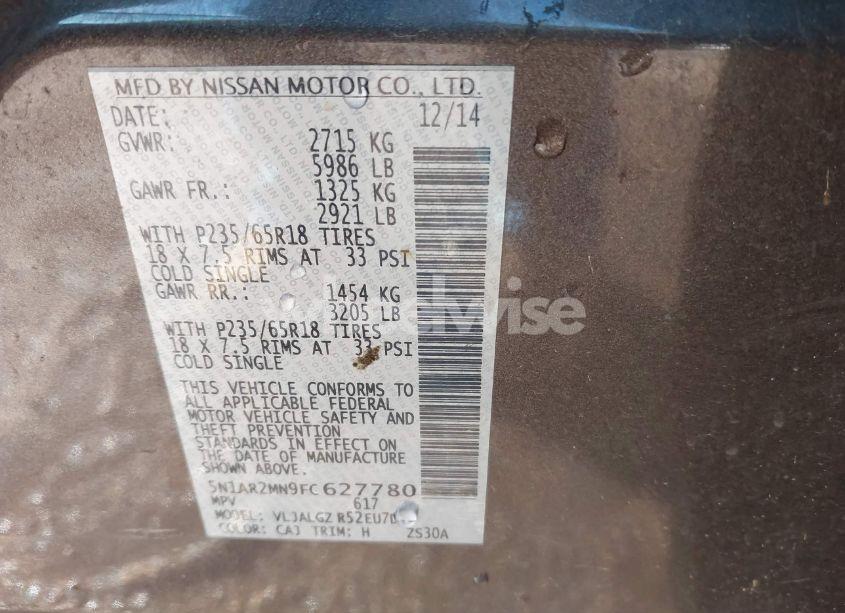 MFD BY NISSAN MOTOR CO., LTD.
DATE: 12/14
GVWR: 2715 KG
5986 LB
GAWR FR.: 1325 KG
2921 LB
WITH P235/65R18 TIRES
18 X 7.5 RIMS AT 33 PSI
COLD SINGLE
GAWR RR.: 1454 KG
3205 LB
WITH P235/65R18 TIRES
18 X 7.5 RIMS AT 33 PSI
COLD SINGLE
THIS VEHICLE CONFORMS TO
ALL APPLICABLE FEDERAL
MOTOR VEHICLE SAFETY AND
THEFT PREVENTION
STANDARDS IN EFFECT ON
THE DATE OF MANUFACTURE
SHOWN ABOVE
5N1AR2MN9FC627780
MPV 617
MODEL:
COLOR: CAJ TRIM: H ZS30A